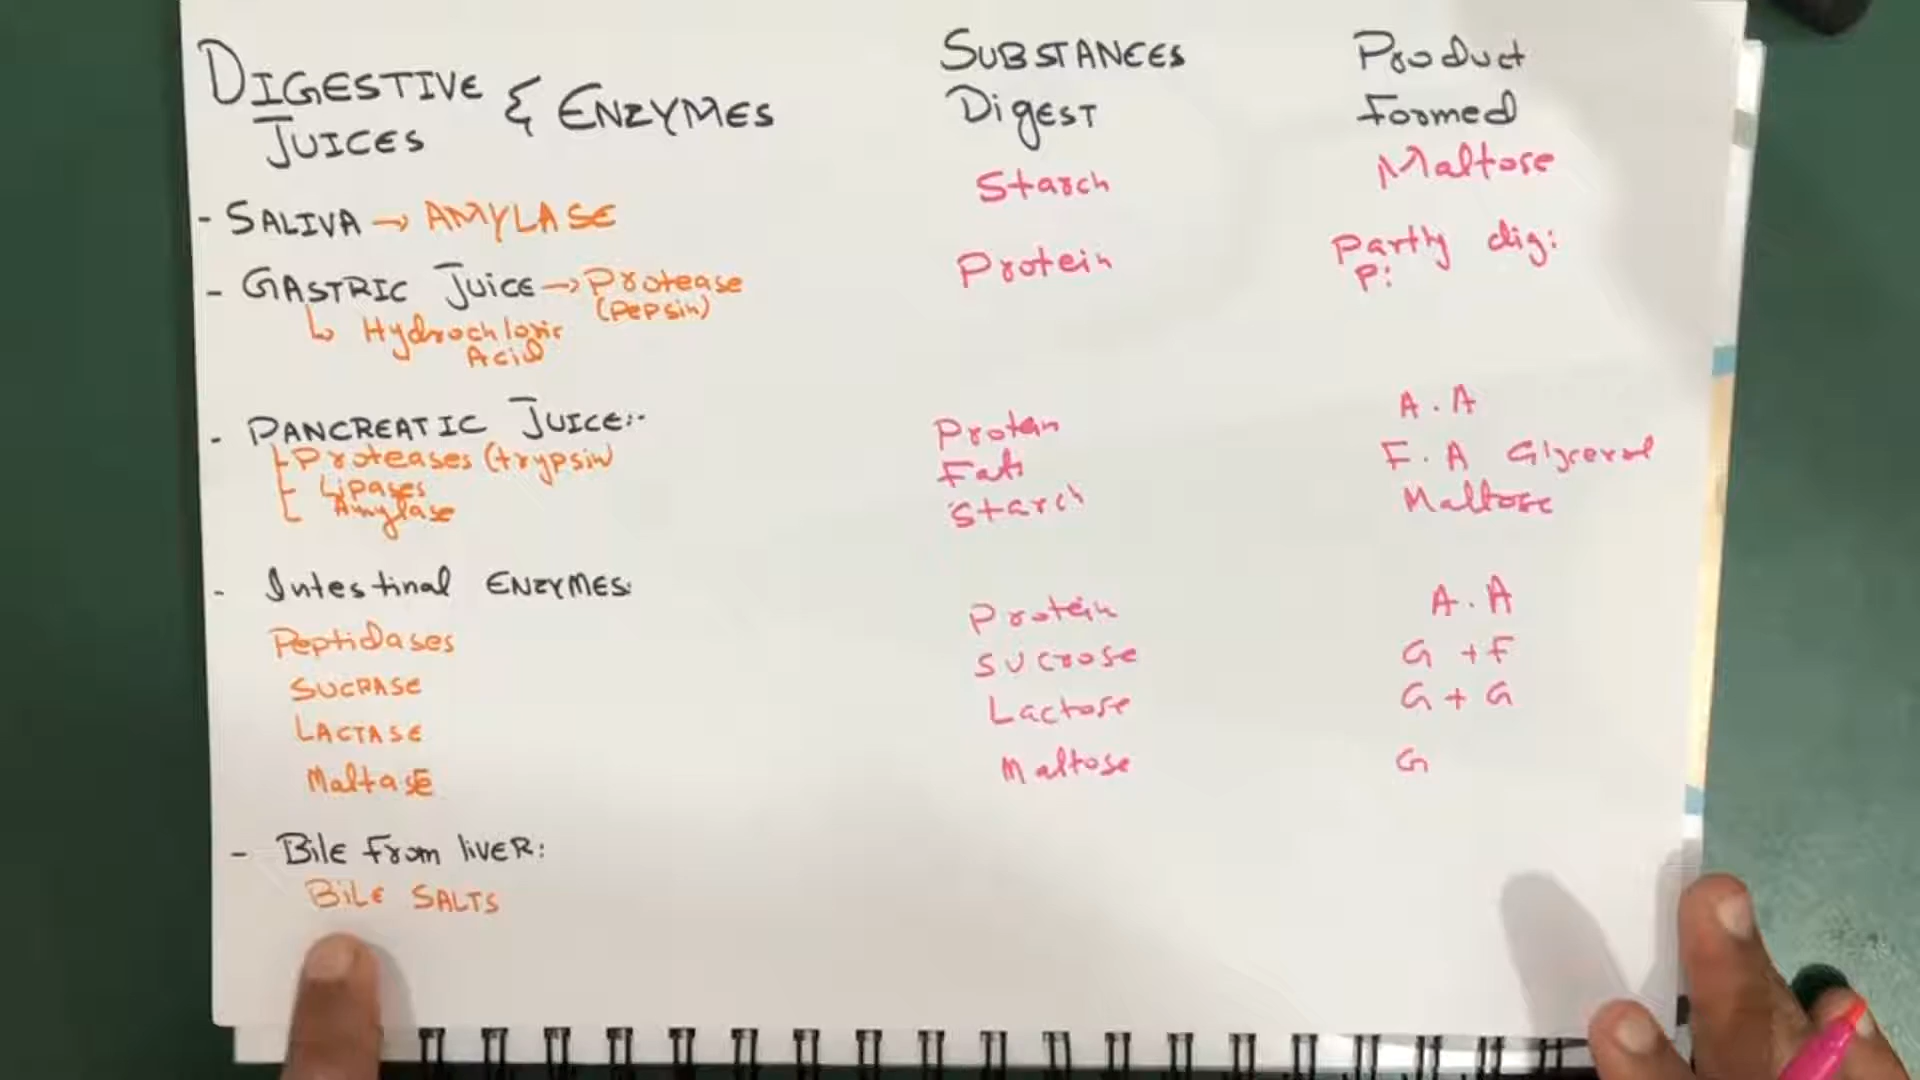 DIGESTIVE & ENZYMES
JUICES
SUBSTANCES
DigEST
Product
Formed
- SALIVA → AMYLASE
Starch
Maltose
- GASTRIC JuicE → Protease
(Pepsin)
↳ Hydrochloric
Acid
Protein
Partly dig:
P:
- PANCREATIC JUICE:-
Proteases (trypsin)
Lipases
Amylase
Protein
Fats
Starch
A.A
F.A Glycerol
Maltose
- Intestinal ENZYMES:
Peptidases
SUCRASE
LACTASE
MaltasE
Protein
Sucrose
Lactose
Maltose
A.A
G + F
G + G
G
- BilE From livER:
BiLE SALTS